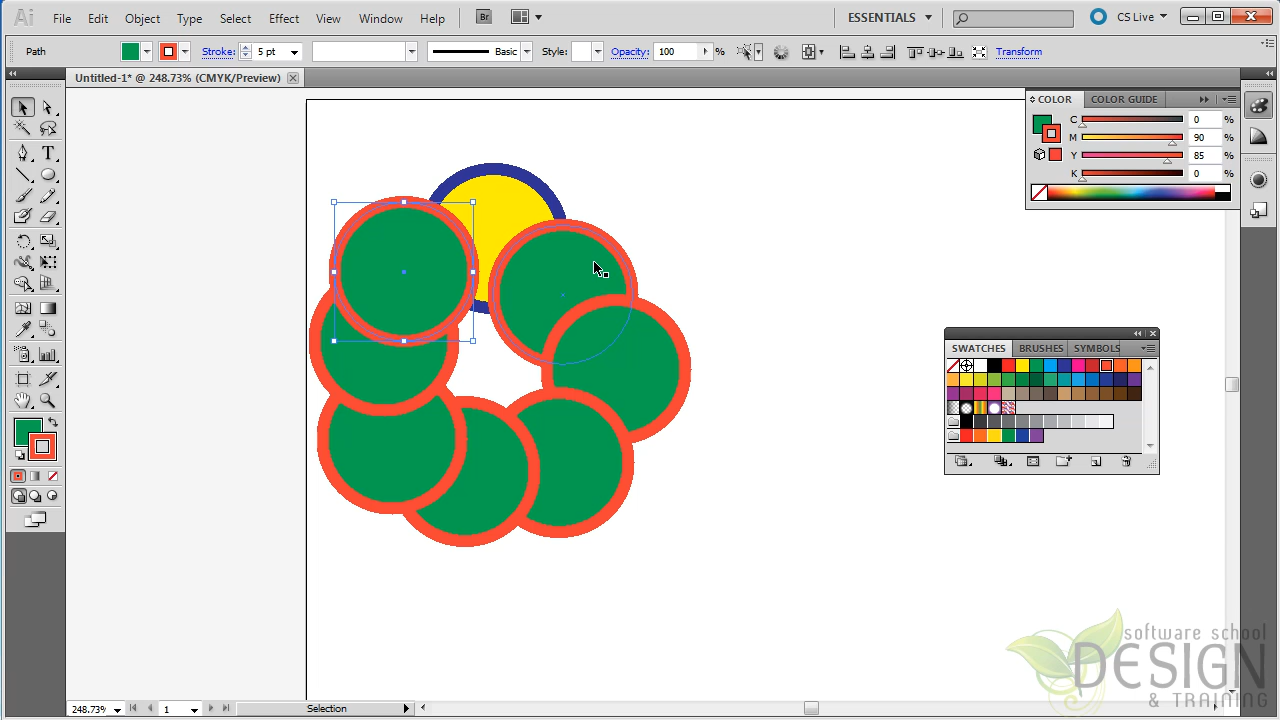 Ai File Edit Object Type Select Effect View Window Help Br ESSENTIALS CS Live
Path Stroke: 5 pt Basic Style: Opacity: 100 % Transform
Untitled-1* @ 248.73% (CMYK/Preview)
COLOR COLOR GUIDE
C 0 %
M 90 %
Y 85 %
K 0 %
T
SWATCHES BRUSHES SYMBOLS
software school
DESIGN
& TRAINING
248.73% 1 Selection